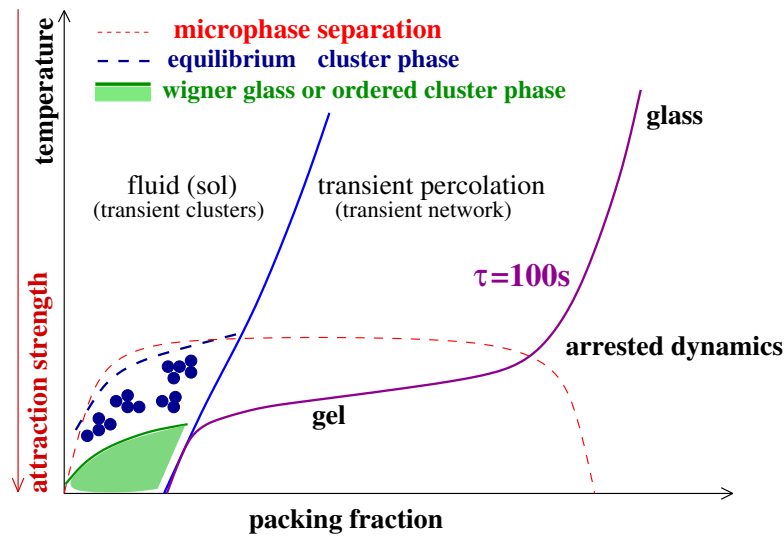 microphase separation
equilibrium cluster phase
wigner glass or ordered cluster phase
temperature
attraction strength
glass
fluid (sol)
(transient clusters)
transient percolation
(transient network)
τ=100s
arrested dynamics
gel
packing fraction